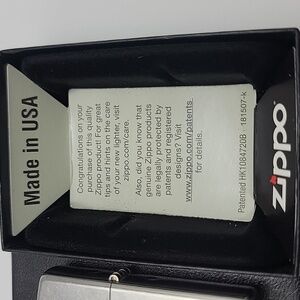 Made in USA
Congratulations on your
purchase of this quality
Zippo product! For great
tips and hints on the care
of your new lighter, visit
zippo.com/care.
Also, did you know that
genuine Zippo products
are legally protected by
patents and registered
designs? Visit
www.zippo.com/patents
for details.
zippo
Patented HK1084720B 181507-k